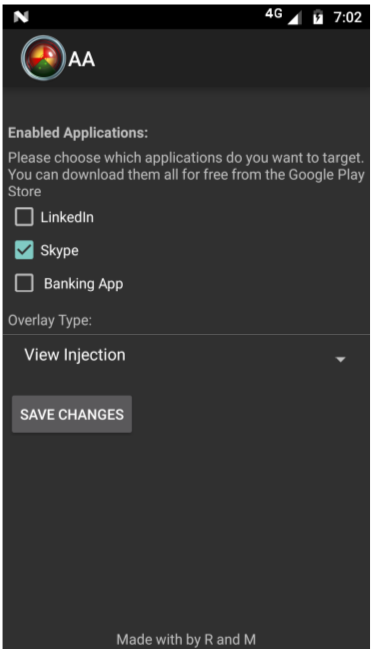 4G 7:02
AA
Enabled Applications:
Please choose which applications do you want to target.
You can download them all for free from the Google Play
Store
LinkedIn
Skype
Banking App
Overlay Type:
View Injection
SAVE CHANGES
Made with by R and M